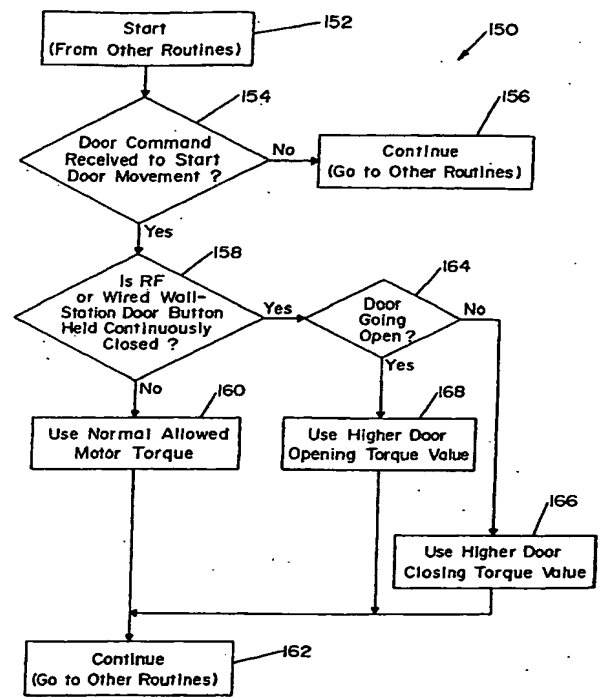 Start
(From Other Routines)
152
150
154
Door Command
Received to Start
Door Movement ?
No
156
Continue
(Go to Other Routines)
Yes
158
Is RF
or Wired Wall-
Station Door Button
Held Continuously
Closed ?
Yes
164
Door
Going
Open?
No
Yes
No
160
Use Normal Allowed
Motor Torque
168
Use Higher Door
Opening Torque Value
166
Use Higher Door
Closing Torque Value
Continue
(Go to Other Routines)
162